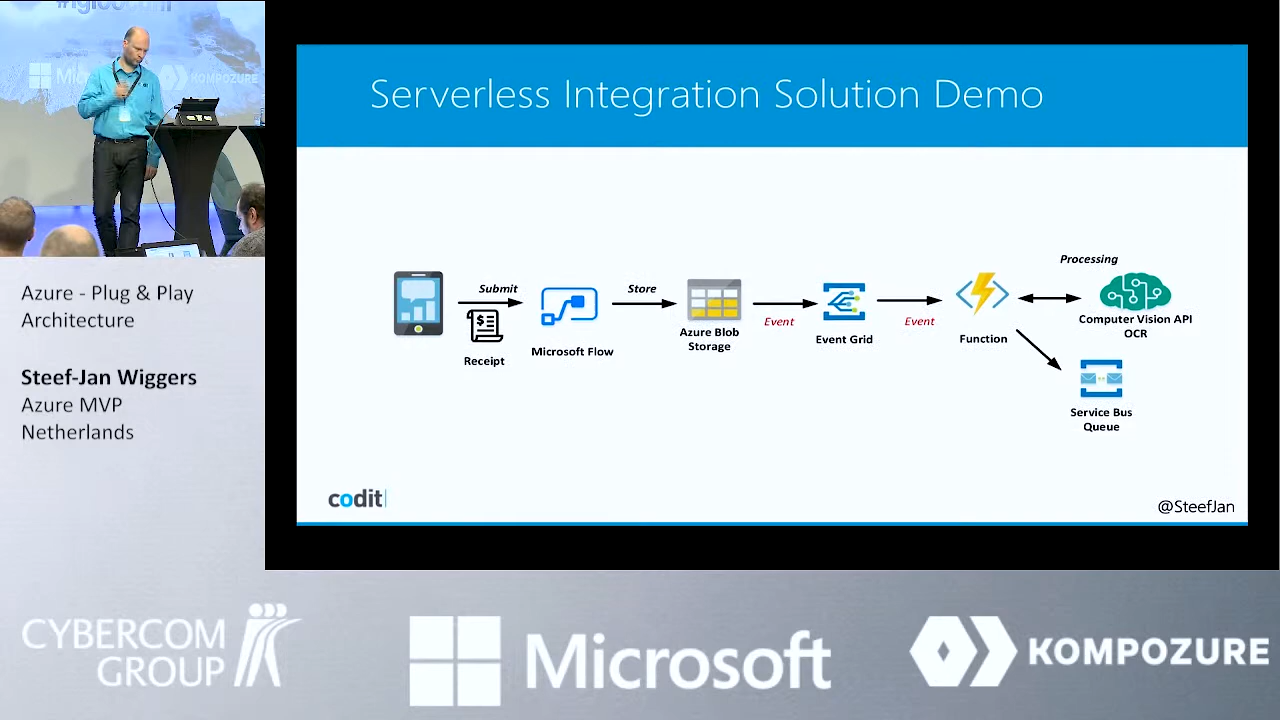 KOMPOZURE
Serverless Integration Solution Demo
Submit
Receipt
Microsoft Flow
Store
Azure Blob
Storage
Event
Event Grid
Event
Function
Processing
Computer Vision API
OCR
Service Bus
Queue
codit
@SteefJan
Azure - Plug & Play
Architecture
Steef-Jan Wiggers
Azure MVP
Netherlands
CYBERCOM
GROUP
Microsoft
KOMPOZURE